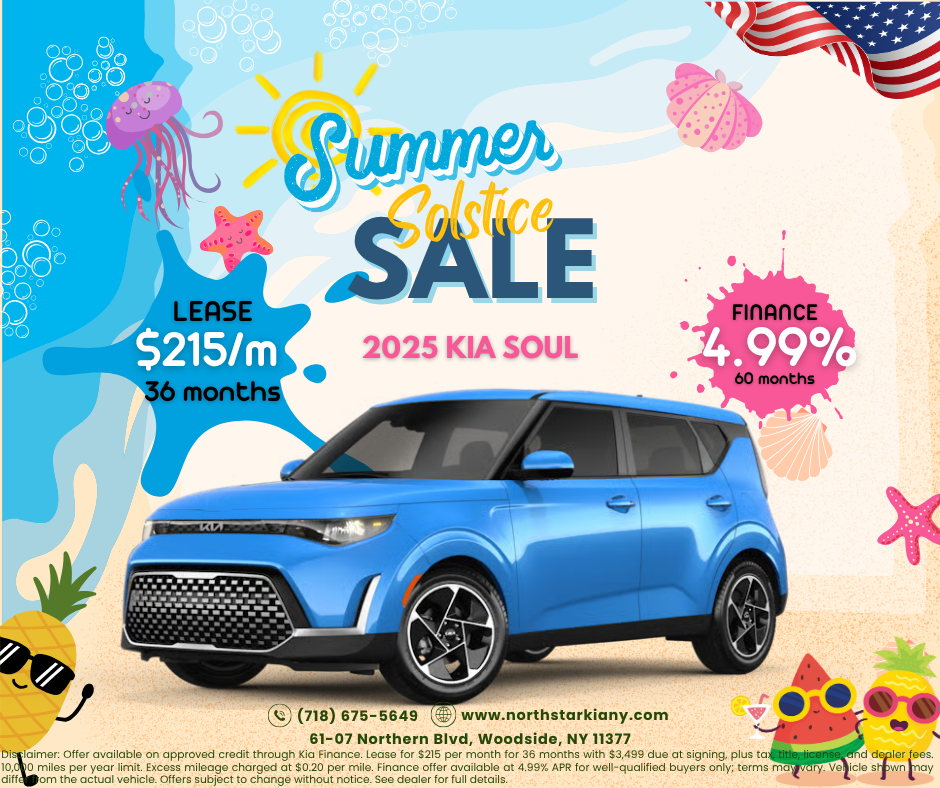 Summer
Solstice
SALE
LEASE
$215/m
36 months
2025 KIA SOUL
FINANCE
4.99%
60 months
KIA
(718) 675-5649 www.northstarkiany.com
61-07 Northern Blvd, Woodside, NY 11377
Disclaimer: Offer available on approved credit through Kia Finance. Lease for $215 per month for 36 months with $3,499 due at signing, plus tax, title, license, and dealer fees.
10,000 miles per year limit. Excess mileage charged at $0.20 per mile. Finance offer available at 4.99% APR for well-qualified buyers only; terms may vary. Vehicle shown may
differ from the actual vehicle. Offers subject to change without notice. See dealer for full details.